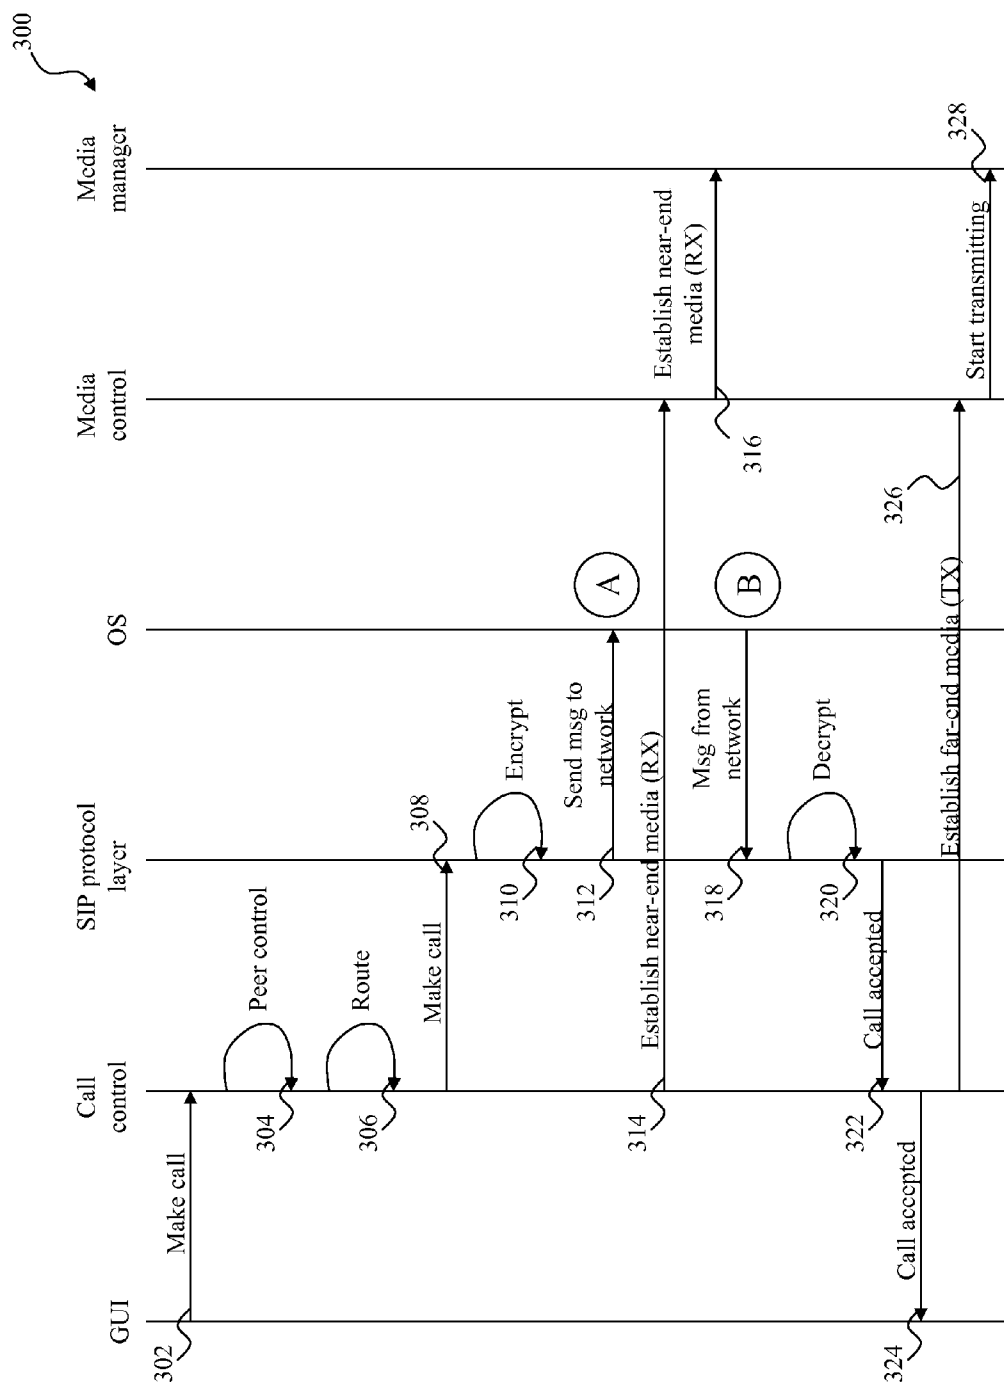 300
GUI
Call
control
SIP protocol
layer
OS
Media
control
Media
manager
302
Make call
Peer control
304
Route
306
Make call
308
Encrypt
310
Send msg to
network
312
A
Establish near-end media (RX)
314
Establish near-end
media (RX)
316
Msg from
network
318
B
Decrypt
320
Call accepted
322
Call accepted
324
Establish far-end media (TX)
326
Start transmitting
328